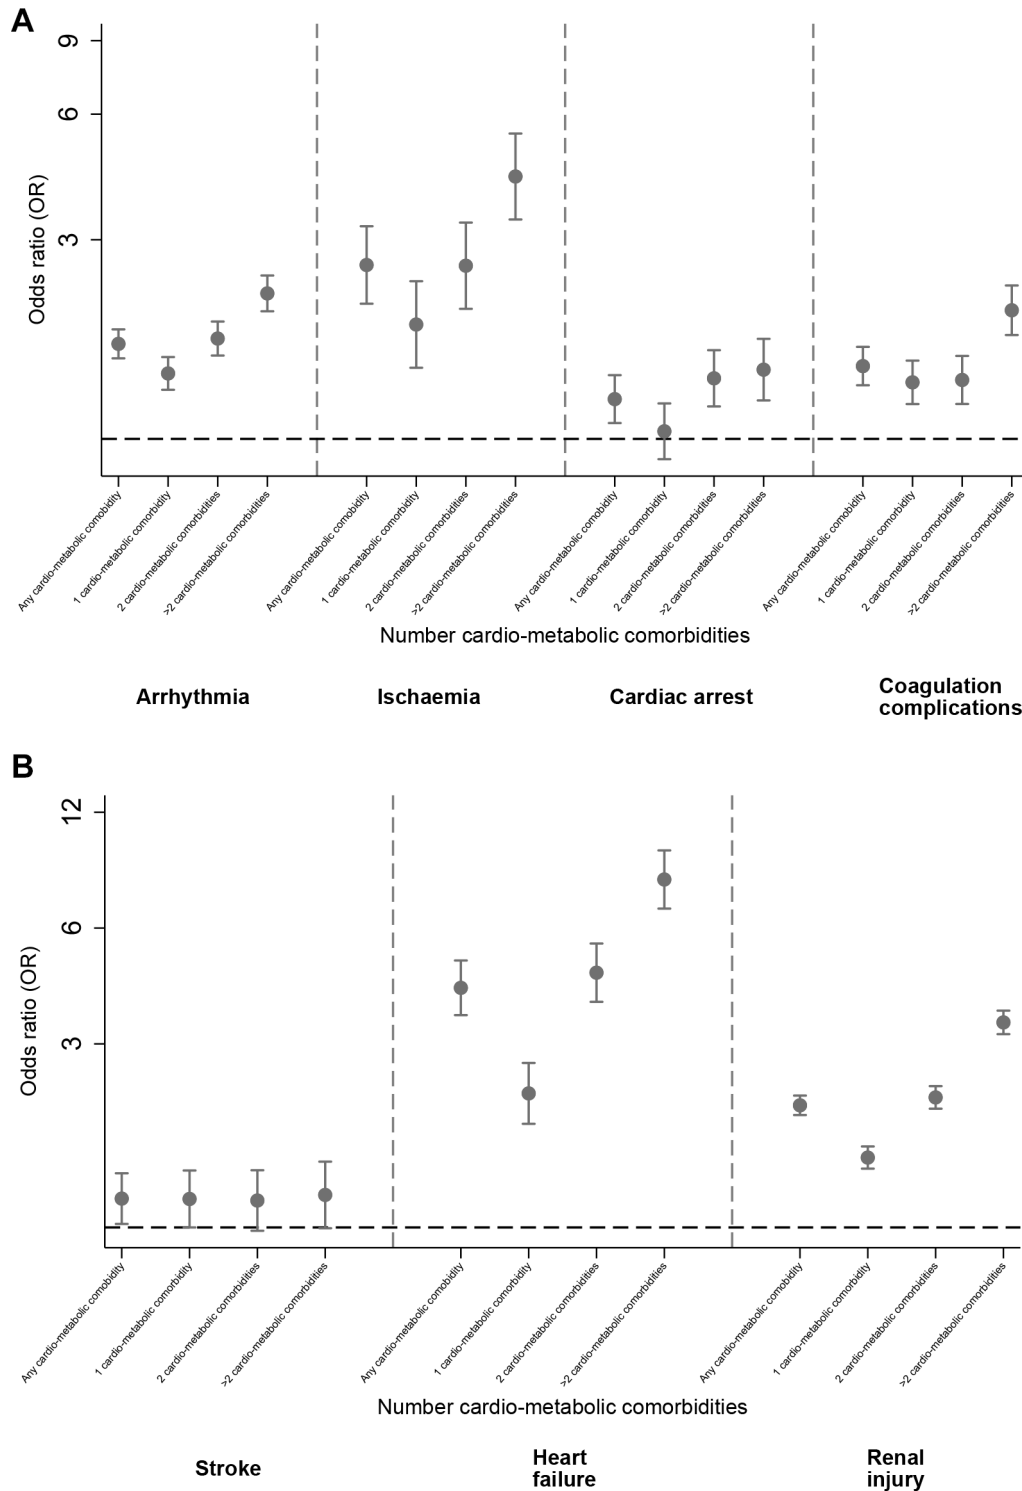 A
9
6
3
Odds ratio (OR)
Any cardio-metabolic comobidity
1 cardio-metabolic comorbidity
2 cardio-metabolic comorbidities
>2 cardio-metabolic comorbidities
Any cardio-metabolic comobidity
1 cardio-metabolic comorbidity
2 cardio-metabolic comorbidities
>2 cardio-metabolic comorbidities
Any cardio-metabolic comobidity
1 cardio-metabolic comorbidity
2 cardio-metabolic comorbidities
>2 cardio-metabolic comorbidities
Any cardio-metabolic comobidity
1 cardio-metabolic comorbidity
2 cardio-metabolic comorbidities
>2 cardio-metabolic comorbidities
Number cardio-metabolic comorbidities
Arrhythmia
Ischaemia
Cardiac arrest
Coagulation
complications
B
12
6
3
Odds ratio (OR)
Any cardio-metabolic comobidity
1 cardio-metabolic comorbidity
2 cardio-metabolic comorbidities
>2 cardio-metabolic comorbidities
Any cardio-metabolic comobidity
1 cardio-metabolic comorbidity
2 cardio-metabolic comorbidities
>2 cardio-metabolic comorbidities
Any cardio-metabolic comobidity
1 cardio-metabolic comorbidity
2 cardio-metabolic comorbidities
>2 cardio-metabolic comorbidities
Number cardio-metabolic comorbidities
Stroke
Heart
failure
Renal
injury